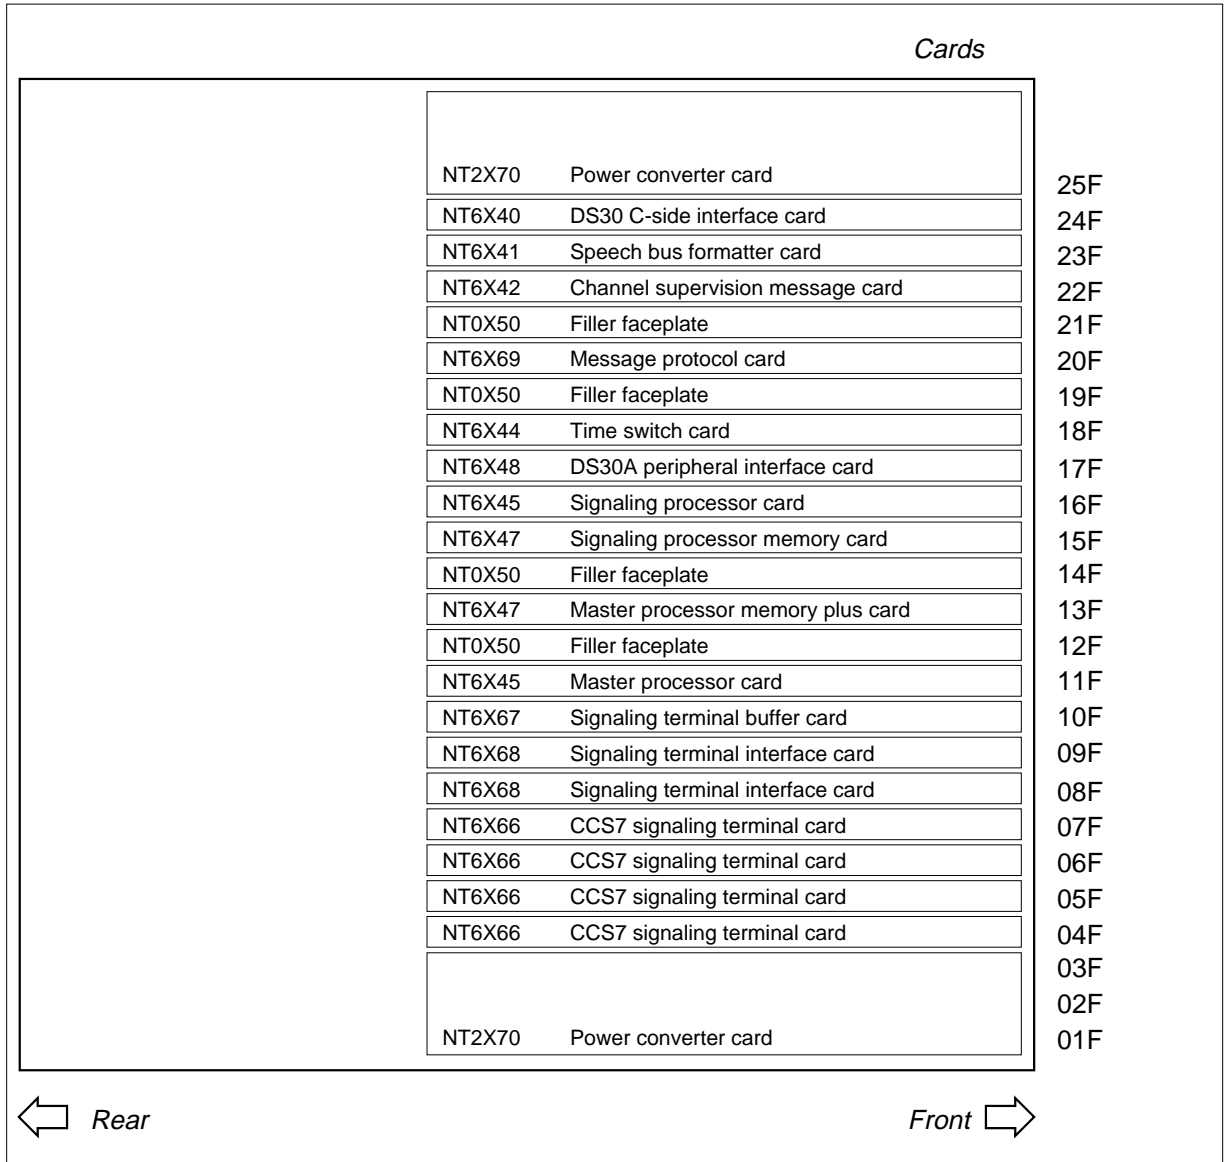 Cards
NT2X70 Power converter card 25F
NT6X40 DS30 C-side interface card 24F
NT6X41 Speech bus formatter card 23F
NT6X42 Channel supervision message card 22F
NT0X50 Filler faceplate 21F
NT6X69 Message protocol card 20F
NT0X50 Filler faceplate 19F
NT6X44 Time switch card 18F
NT6X48 DS30A peripheral interface card 17F
NT6X45 Signaling processor card 16F
NT6X47 Signaling processor memory card 15F
NT0X50 Filler faceplate 14F
NT6X47 Master processor memory plus card 13F
NT0X50 Filler faceplate 12F
NT6X45 Master processor card 11F
NT6X67 Signaling terminal buffer card 10F
NT6X68 Signaling terminal interface card 09F
NT6X68 Signaling terminal interface card 08F
NT6X66 CCS7 signaling terminal card 07F
NT6X66 CCS7 signaling terminal card 06F
NT6X66 CCS7 signaling terminal card 05F
NT6X66 CCS7 signaling terminal card 04F
03F
02F
NT2X70 Power converter card 01F
Rear Front